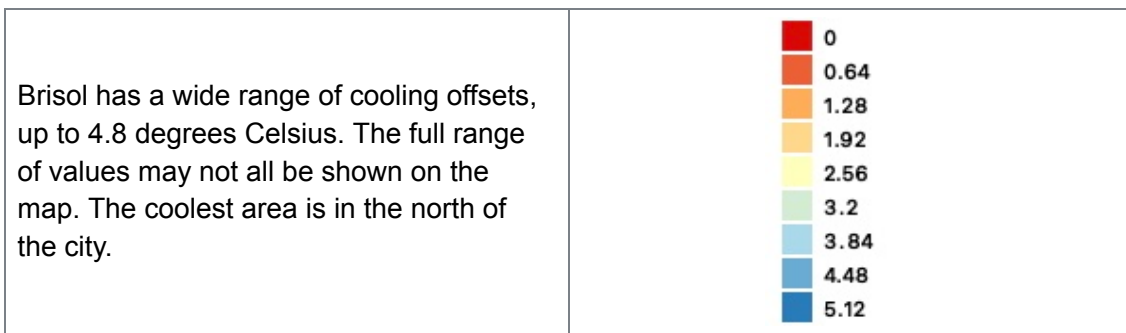 Brisol has a wide range of cooling offsets,
up to 4.8 degrees Celsius. The full range
of values may not all be shown on the
map. The coolest area is in the north of
the city.
0
0.64
1.28
1.92
2.56
3.2
3.84
4.48
5.12